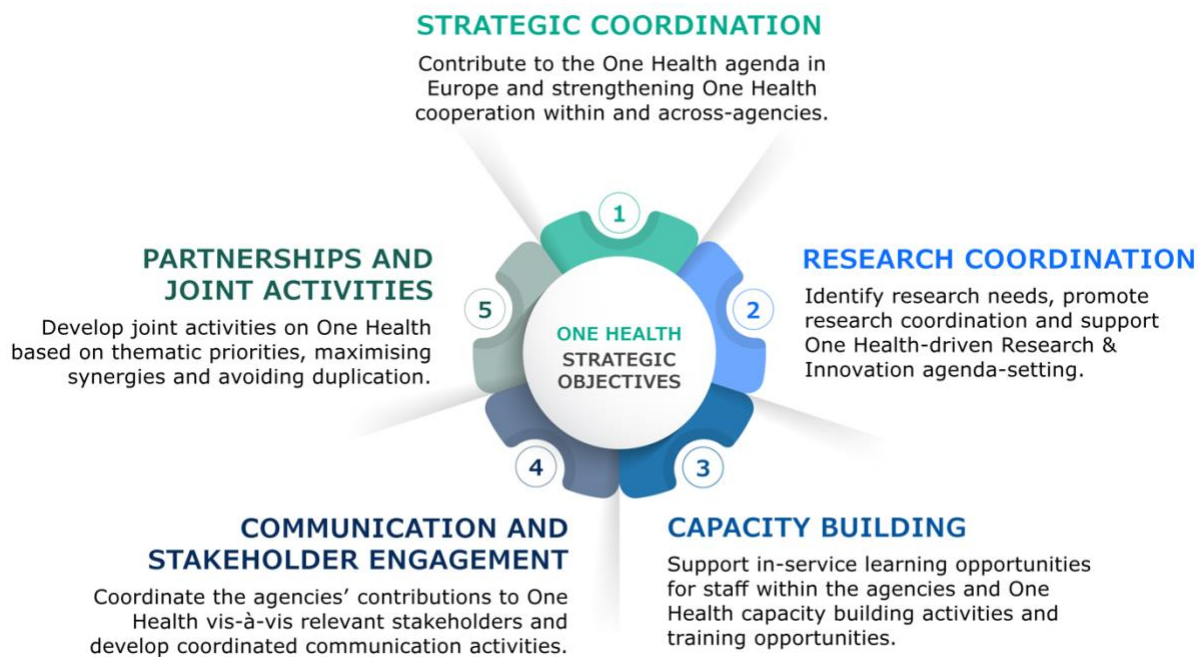 STRATEGIC COORDINATION
Contribute to the One Health agenda in
Europe and strengthening One Health
cooperation within and across-agencies.
1
RESEARCH COORDINATION
Identify research needs, promote
research coordination and support
One Health-driven Research &
Innovation agenda-setting.
2
CAPACITY BUILDING
Support in-service learning opportunities
for staff within the agencies and One
Health capacity building activities and
training opportunities.
3
COMMUNICATION AND
STAKEHOLDER ENGAGEMENT
Coordinate the agencies’ contributions to One
Health vis-à-vis relevant stakeholders and
develop coordinated communication activities.
4
PARTNERSHIPS AND
JOINT ACTIVITIES
Develop joint activities on One Health
based on thematic priorities, maximising
synergies and avoiding duplication.
5
ONE HEALTH
STRATEGIC
OBJECTIVES